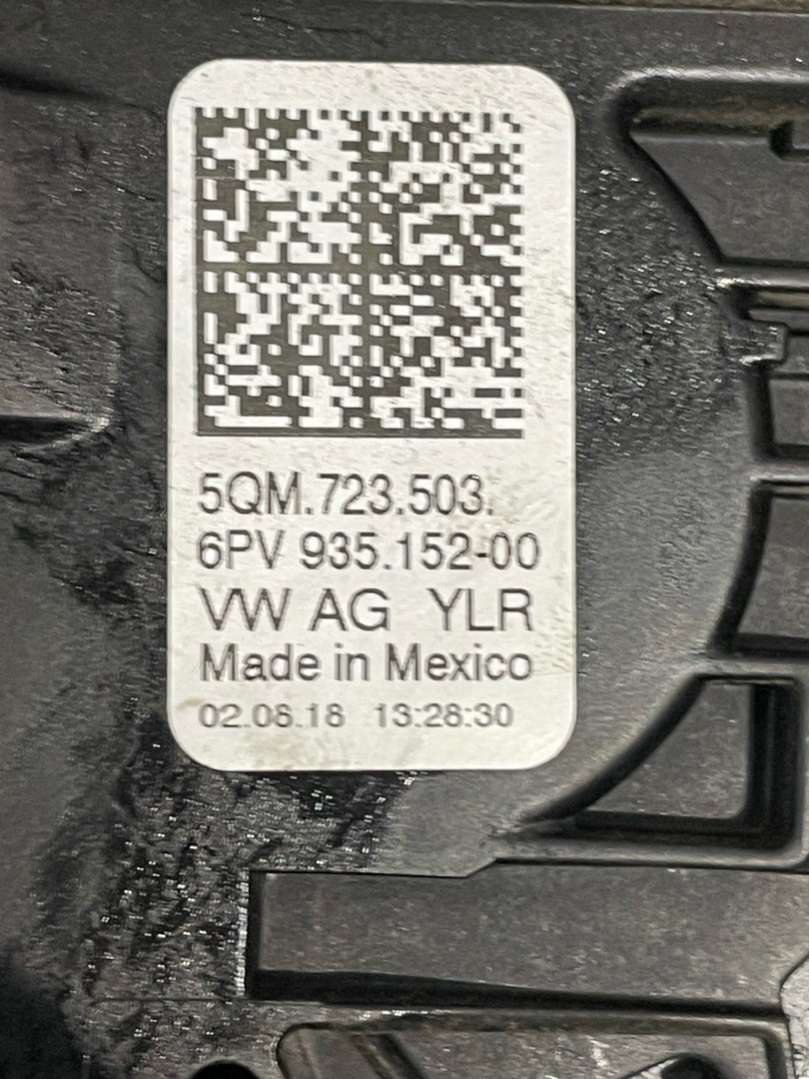 5QM.723.503.
6PV 935.152-00
VW AG YLR
Made in Mexico
02.08.18 13:28:30